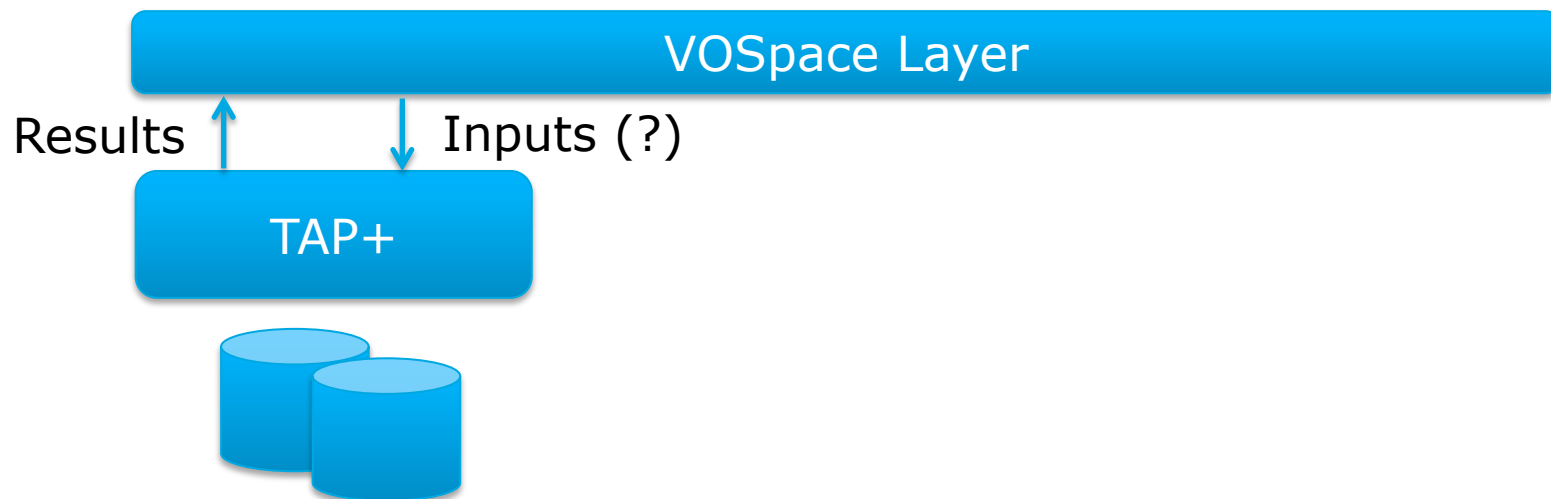 VOSpace Layer
Results
Inputs (?)
TAP+